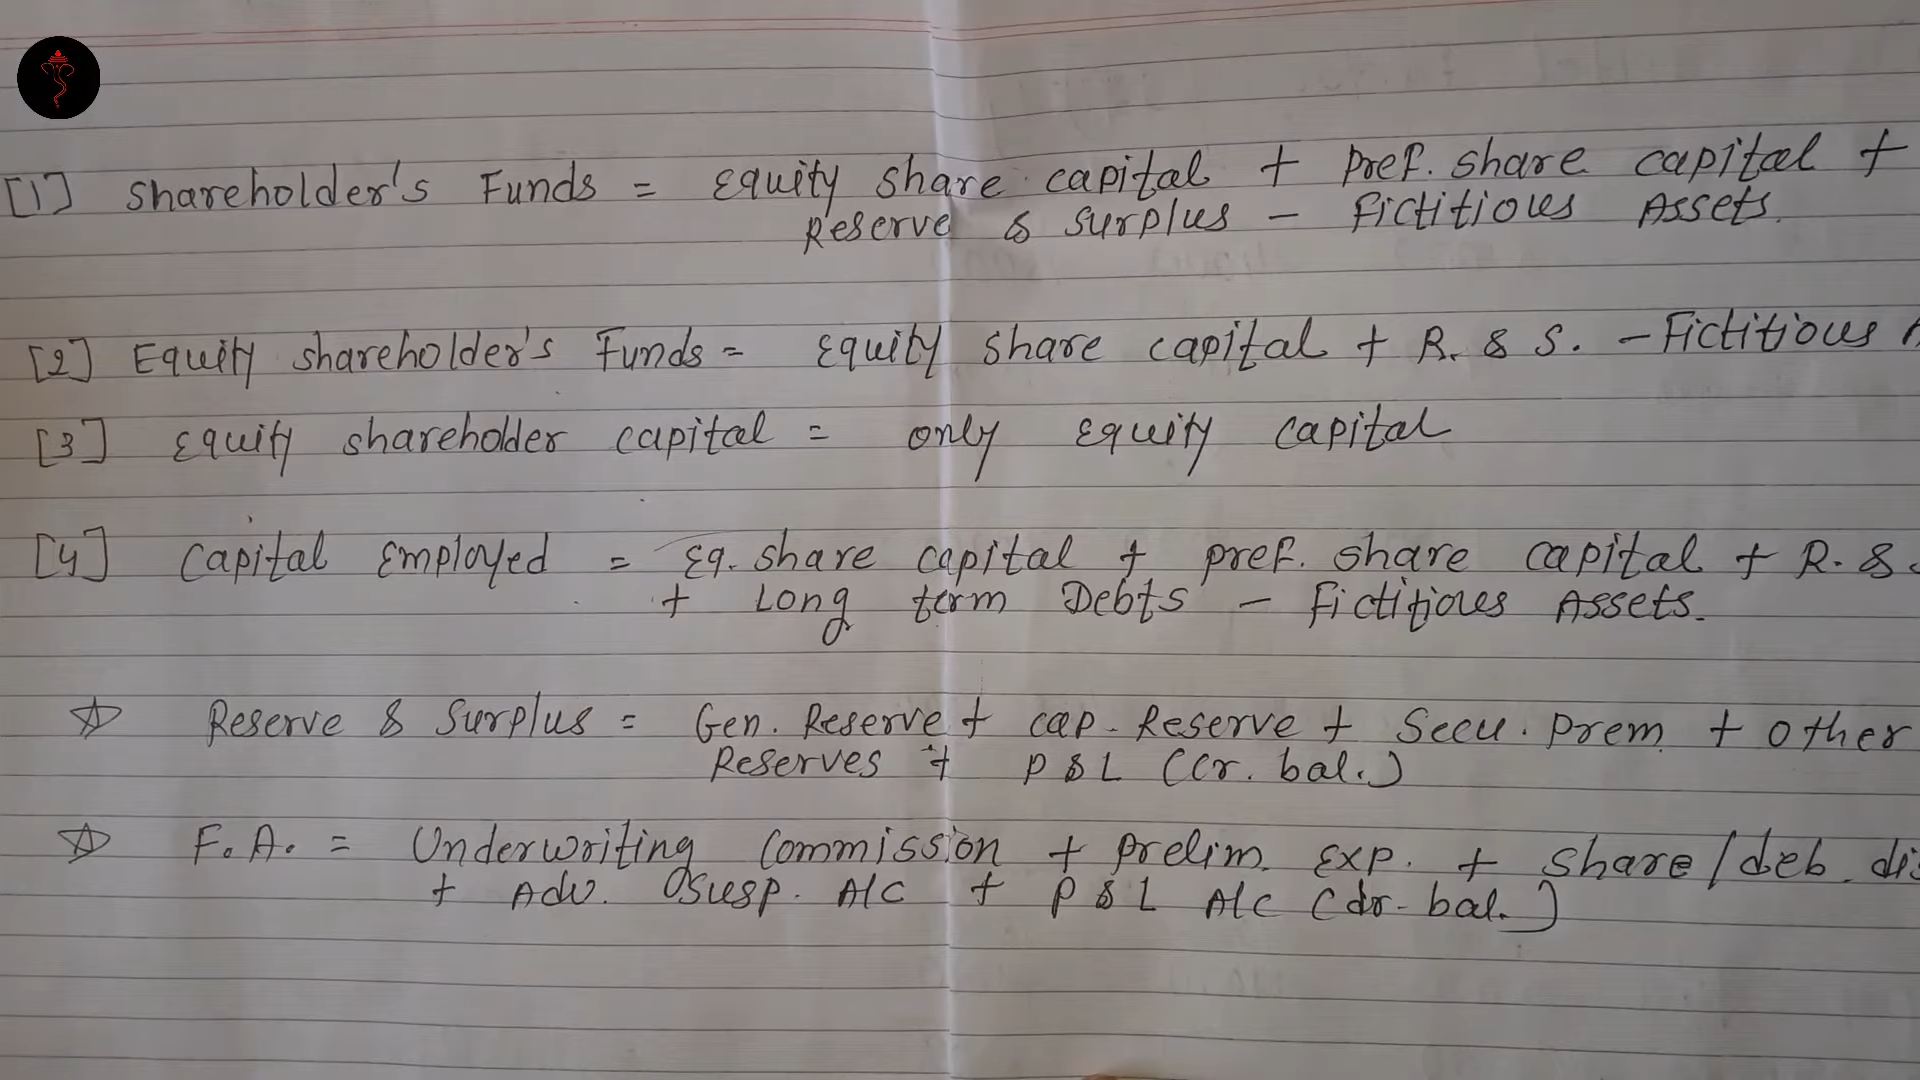 [1] Shareholder's Funds = Equity share capital + Pref. share capital +
Reserve & Surplus - Fictitious Assets.
[2] Equity shareholder's Funds = Equity share capital + R. & S. - Fictitious
[3] Equity shareholder capital = only Equity capital
[4] Capital Employed = Eq. share capital + pref. share capital + R. &
+ Long term Debts - Fictitious Assets.
☆ Reserve & Surplus = Gen. Reserve + cap. Reserve + Secu. Prem. + other
Reserves + P & L (cr. bal.)
☆ F.A. = Underwriting Commission + Prelim. Exp. + Share/deb.
+ Adv. Susp. A/C + P & L A/C (dr. bal.)